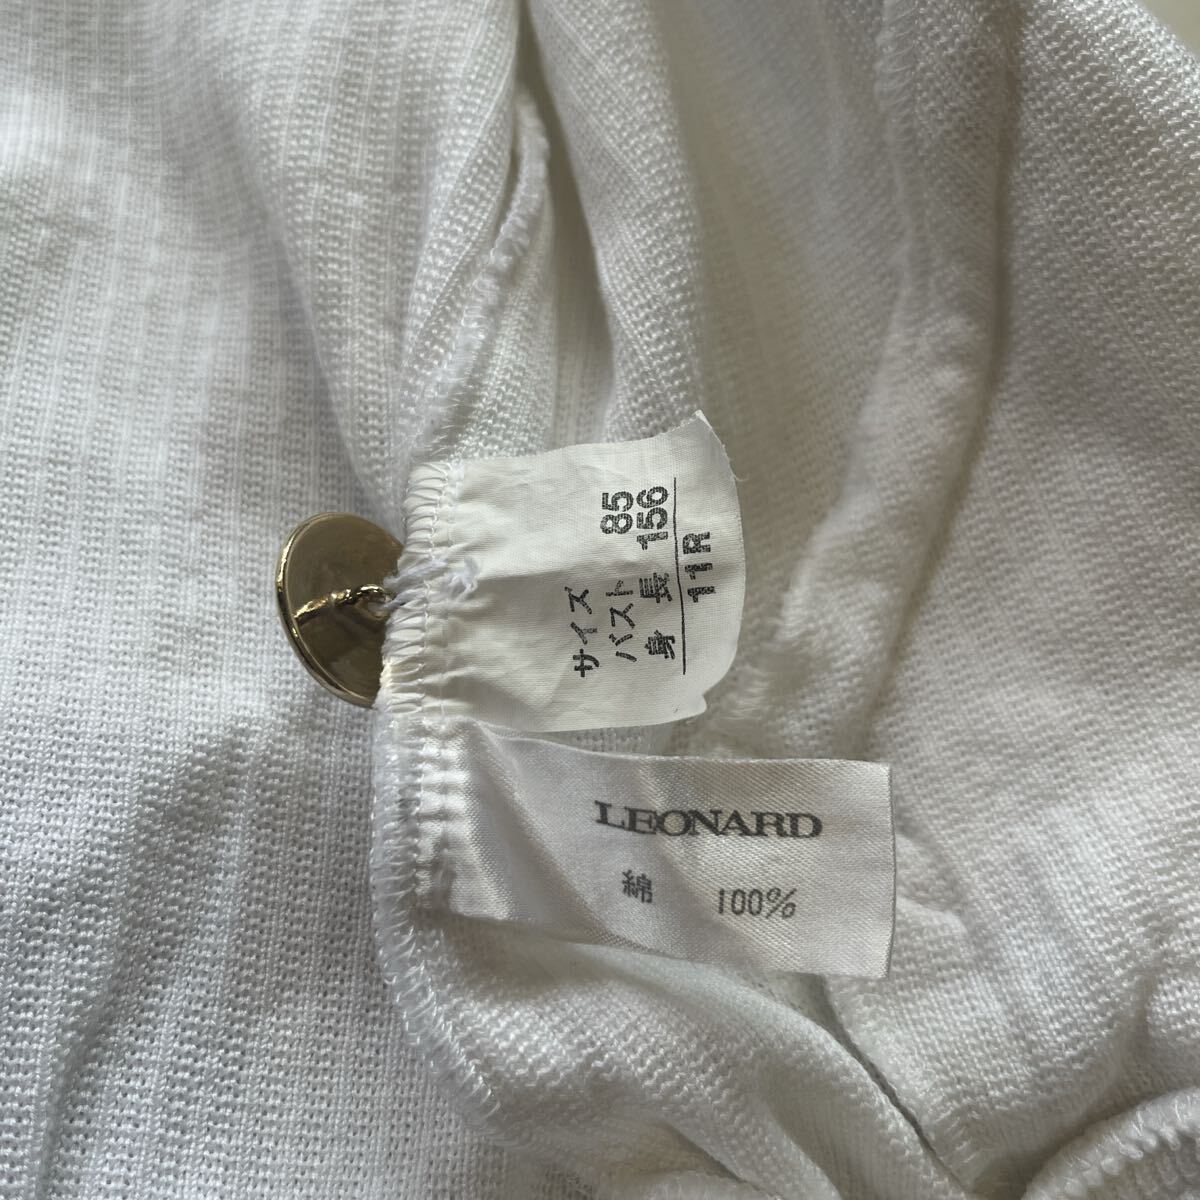 サイズ
バスト 85
身長 156
11R
LEONARD
綿 100%